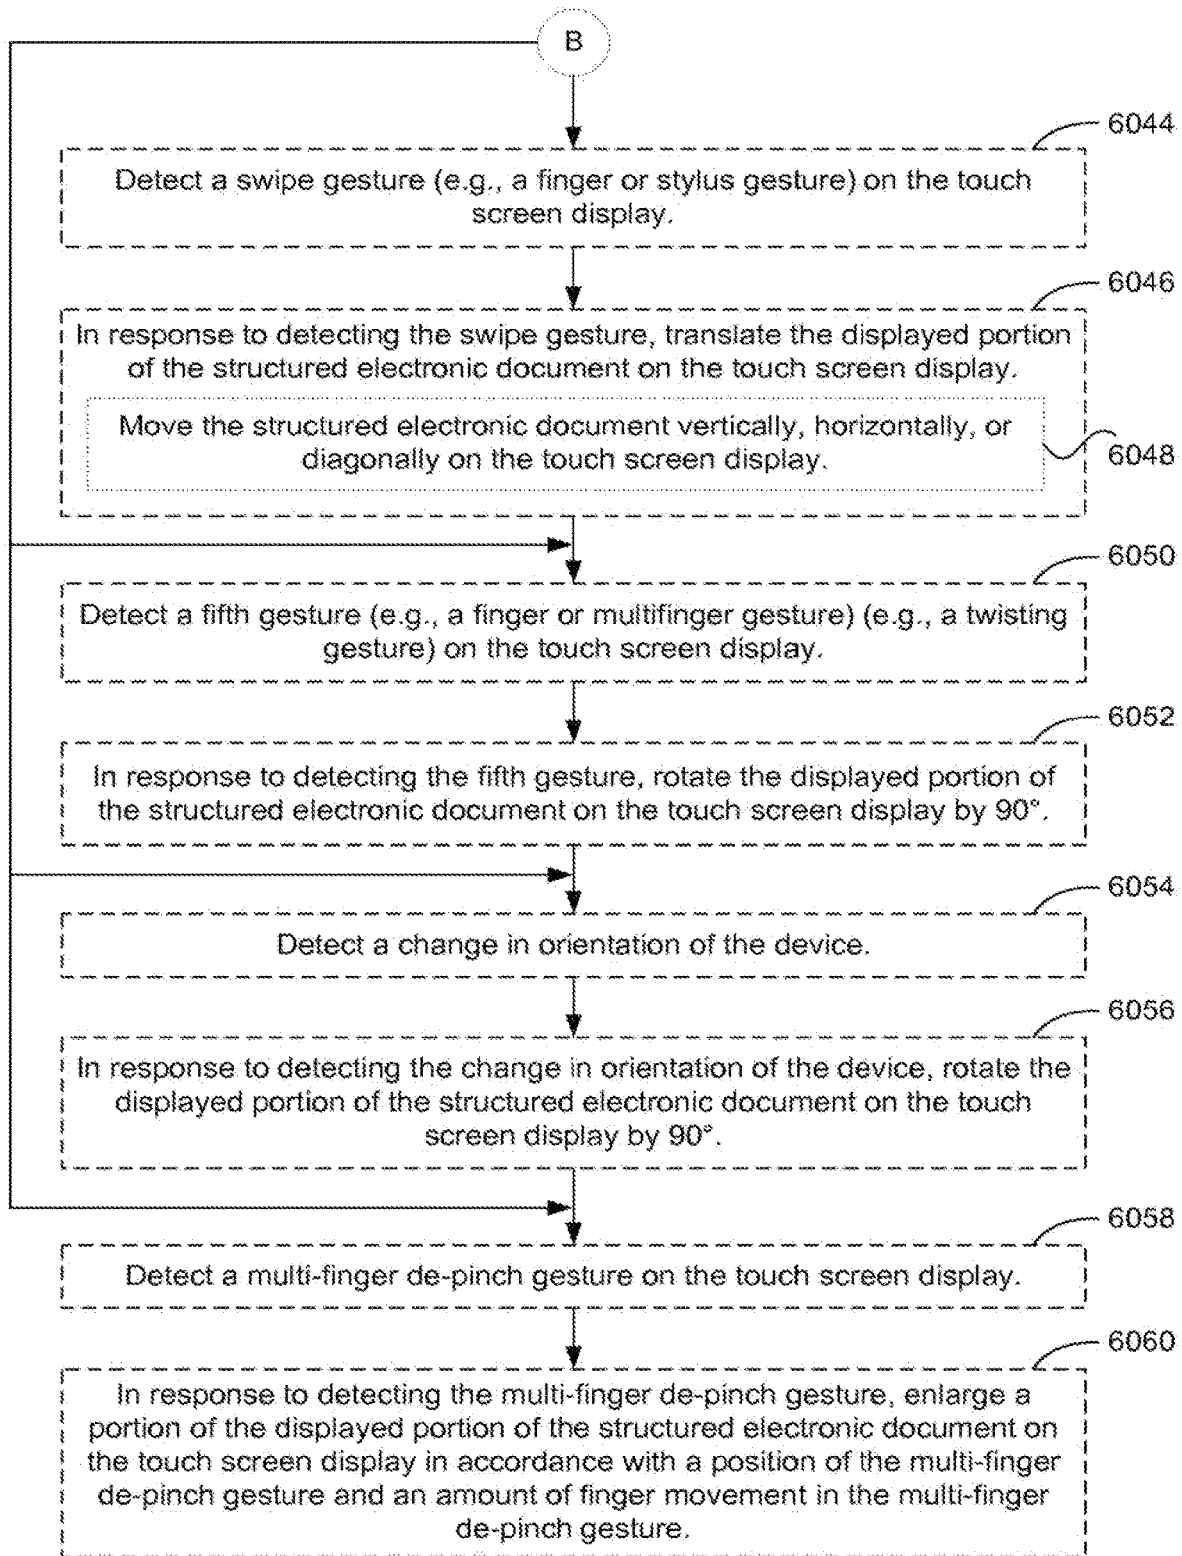 B
6044
Detect a swipe gesture (e.g., a finger or stylus gesture) on the touch
screen display.
6046
In response to detecting the swipe gesture, translate the displayed portion
of the structured electronic document on the touch screen display.
Move the structured electronic document vertically, horizontally, or
diagonally on the touch screen display.
6048
6050
Detect a fifth gesture (e.g., a finger or multifinger gesture) (e.g., a twisting
gesture) on the touch screen display.
6052
In response to detecting the fifth gesture, rotate the displayed portion of
the structured electronic document on the touch screen display by 90°.
6054
Detect a change in orientation of the device.
6056
In response to detecting the change in orientation of the device, rotate the
displayed portion of the structured electronic document on the touch
screen display by 90°.
6058
Detect a multi-finger de-pinch gesture on the touch screen display.
6060
In response to detecting the multi-finger de-pinch gesture, enlarge a
portion of the displayed portion of the structured electronic document on
the touch screen display in accordance with a position of the multi-finger
de-pinch gesture and an amount of finger movement in the multi-finger
de-pinch gesture.